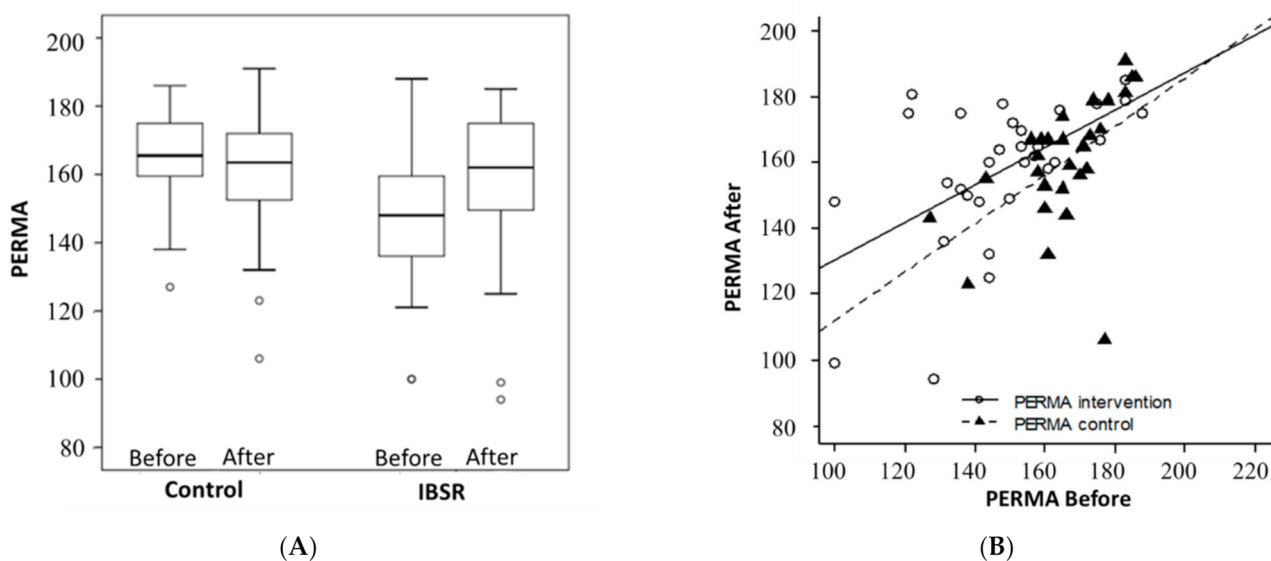 200
180
160
140
120
100
80
PERMA
Before After Before After
Control IBSR
(A)
200
180
160
140
120
100
80
PERMA After
PERMA intervention
PERMA control
100 120 140 160 180 200 220
PERMA Before
(B)